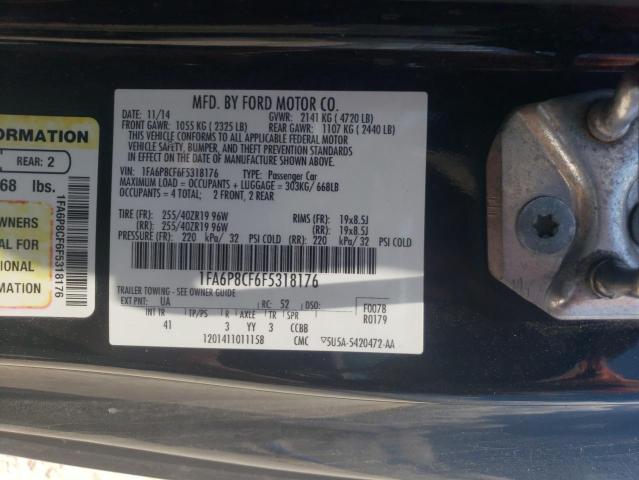 ORMATION
REAR: 2
68 lbs.
WNERS
AL FOR
IONAL
RMATION
1FA6P8CF6F5318176
MFD. BY FORD MOTOR CO.
DATE: 11/14 GVWR: 2141 KG ( 4720 LB)
FRONT GAWR: 1055 KG ( 2325 LB) REAR GAWR: 1107 KG ( 2440 LB)
THIS VEHICLE CONFORMS TO ALL APPLICABLE FEDERAL MOTOR
VEHICLE SAFETY, BUMPER, AND THEFT PREVENTION STANDARDS
IN EFFECT ON THE DATE OF MANUFACTURE SHOWN ABOVE.
VIN: 1FA6P8CF6F5318176 TYPE: Passenger Car
MAXIMUM LOAD = OCCUPANTS + LUGGAGE = 303KG/ 668LB
OCCUPANTS = 4 TOTAL; 2 FRONT, 2 REAR
TIRE (FR): 255/40ZR19 96W RIMS (FR): 19x8.5J
TIRE (RR): 255/40ZR19 96W RIMS (RR): 19x8.5J
PRESSURE (FR): 220 kPa/ 32 PSI COLD (RR): 220 kPa/ 32 PSI COLD
1FA6P8CF6F5318176
TRAILER TOWING - SEE OWNER GUIDE
EXT PNT: UA RC: 52 DSO: F0078
INT TR TP/PS R AXLE TR SPR R0179
41 3 YY 3 CCBB
1201411011158 CMC ▽5U5A-5420472-AA